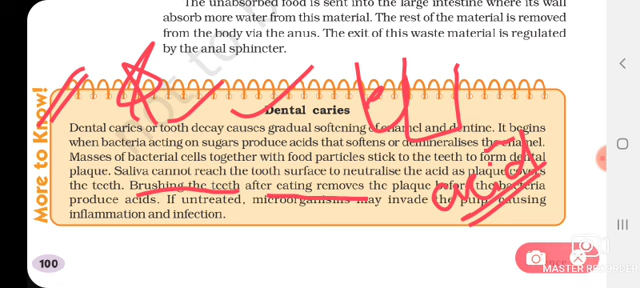 The unabsorbed food is sent into the large intestine where its wall
absorb more water from this material. The rest of the material is removed
from the body via the anus. The exit of this waste material is regulated
by the anal sphincter.
More to Know!
Dental caries
Dental caries or tooth decay causes gradual softening of enamel and dentine. It begins
when bacteria acting on sugars produce acids that softens or demineralises the enamel.
Masses of bacterial cells together with food particles stick to the teeth to form dental
plaque. Saliva cannot reach the tooth surface to neutralise the acid as plaque covers
the teeth. Brushing the teeth after eating removes the plaque before the bacteria
produce acids. If untreated, microorganisms may invade the pulp, causing
inflammation and infection.
acid
100
MASTER RECORDER